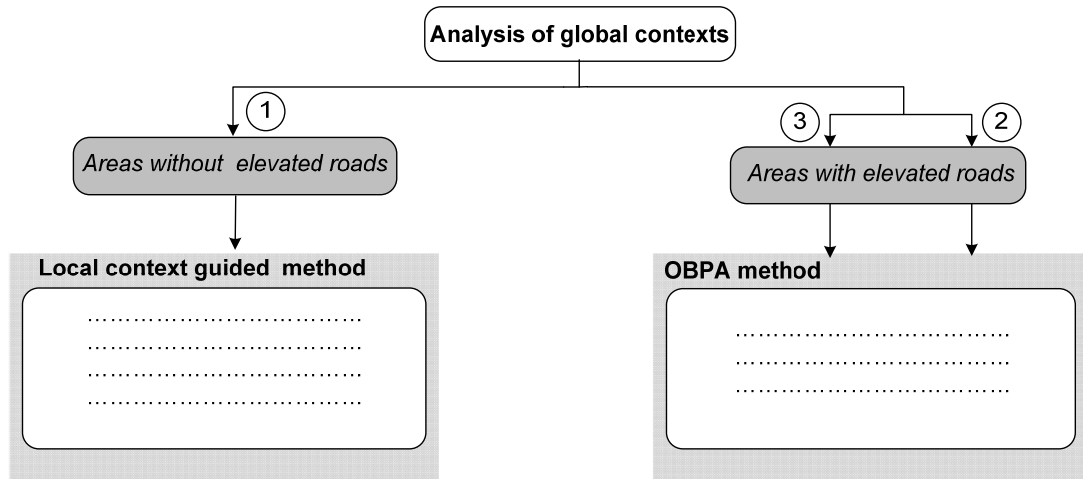 Analysis of global contexts
1
3
2
Areas without elevated roads
Areas with elevated roads
Local context guided method
OBPA method
……………………………
……………………………
……………………………
……………………………
……………………………
……………………………
……………………………